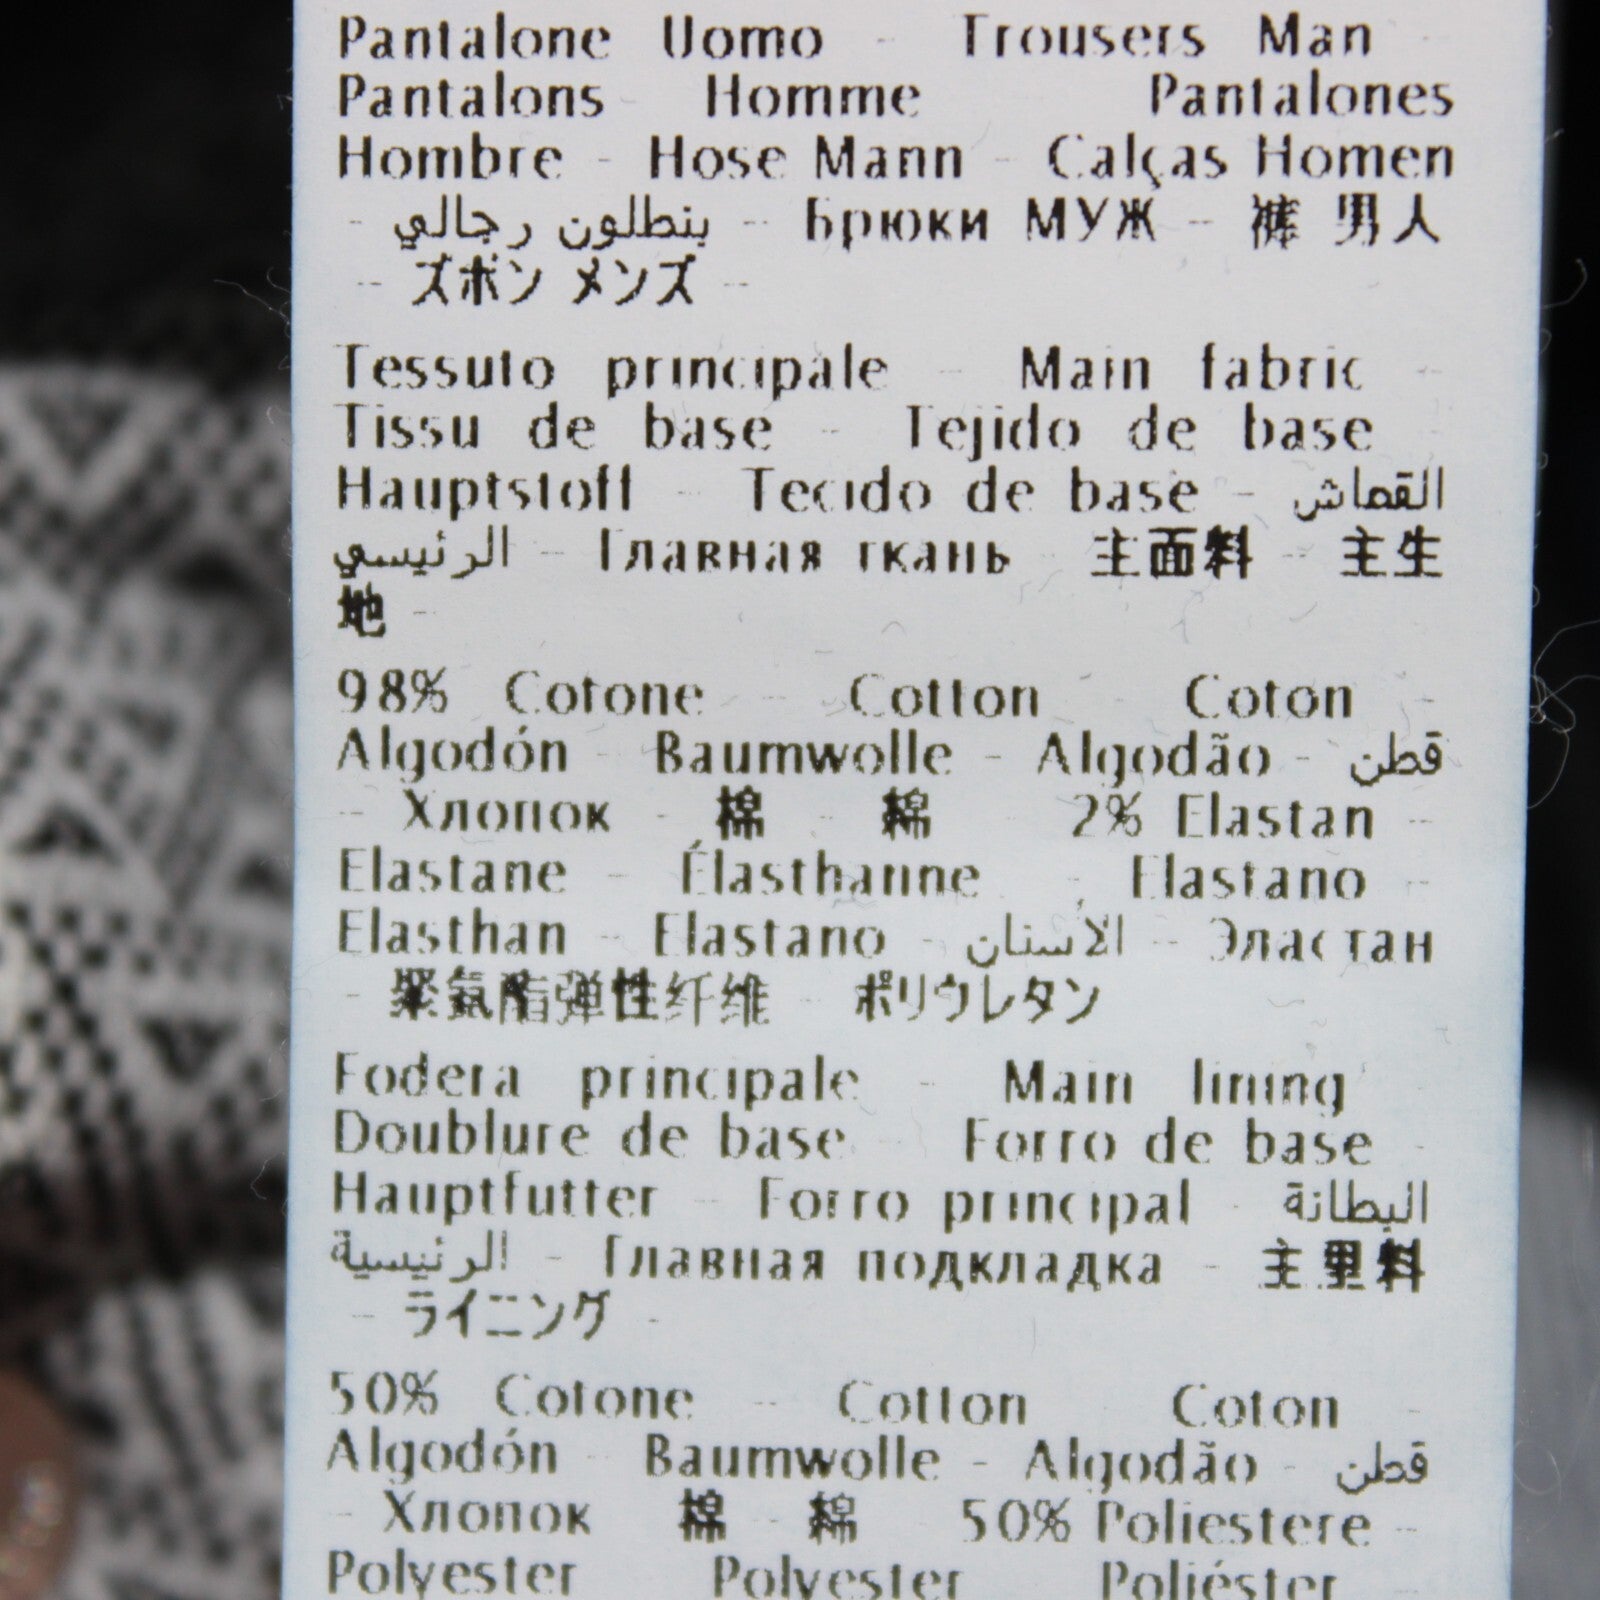 Pantalone Uomo - Trousers Man -
Pantalons - Homme - Pantalones
Hombre - Hose Mann - Calças Homen
- بنطلون رجالي - Брюки МУЖ - 裤 男人
- ズボン メンズ -
Tessuto principale - Main fabric -
Tissu de base - Tejido de base -
Hauptstoff - Tecido de base - القماش
الرئيسي - Главная ткань - 主面料 - 主生
地 -
98% Cotone - Cotton - Coton -
Algodón - Baumwolle - Algodão - قطن
- Хлопок - 棉 - 綿 2% Elastan -
Elastane - Élasthanne - Elastano -
Elasthan - Elastano - الاستان - Эластан
- 聚氨酯弹性纤维 - ポリウレタン
Fodera principale - Main lining -
Doublure de base - Forro de base -
Hauptfutter - Forro principal - البطانة
الرئيسية - Главная подкладка - 主里料
- ライニング -
50% Cotone - Cotton - Coton -
Algodón - Baumwolle - Algodão - قطن
- Хлопок - 棉 - 綿 50% Poliestere -
Polyester - Polyester - Poliéster -